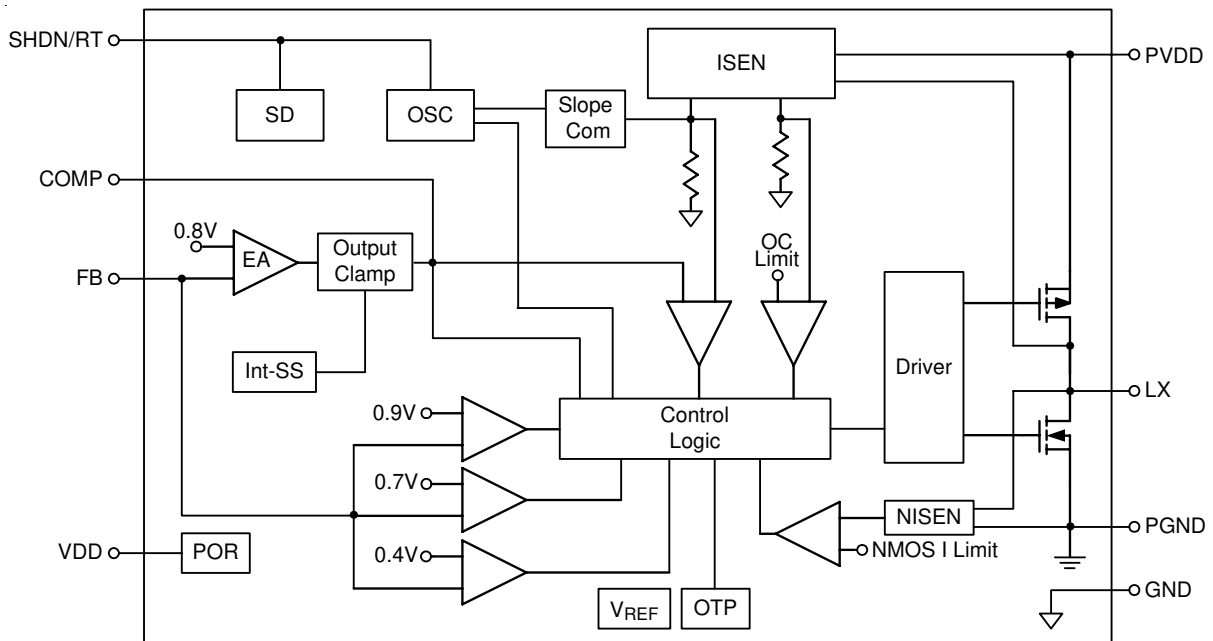 SHDN/RT
ISEN
PVDD
SD
OSC
Slope
Com
COMP
0.8V
EA
Output
Clamp
OC
Limit
FB
Int-SS
Driver
LX
0.9V
Control
Logic
0.7V
NISEN
PGND
VDD
POR
0.4V
NMOS I Limit
VREF
OTP
GND